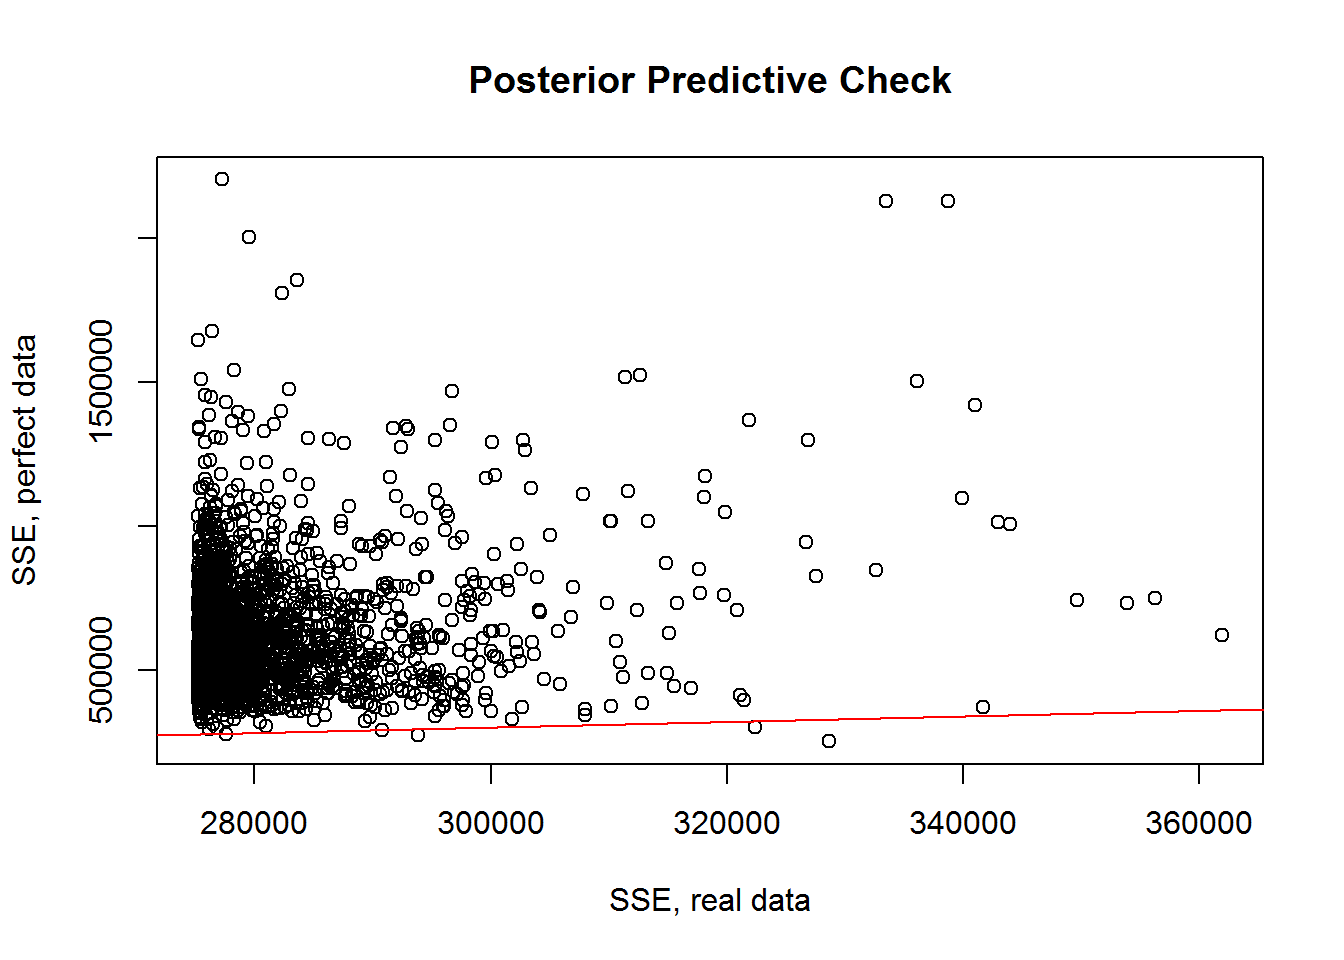 Posterior Predictive Check
SSE, perfect data
1500000
500000
280000 300000 320000 340000 360000
SSE, real data